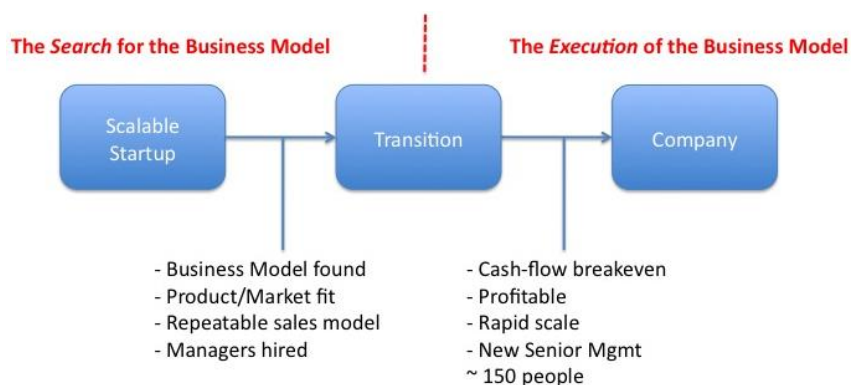 The Search for the Business Model
The Execution of the Business Model
Scalable
Startup
Transition
Company
- Business Model found
- Product/Market fit
- Repeatable sales model
- Managers hired
- Cash-flow breakeven
- Profitable
- Rapid scale
- New Senior Mgmt
~ 150 people